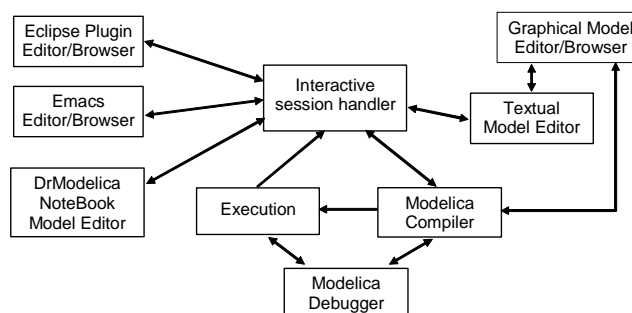 Eclipse Plugin
Editor/Browser
Graphical Model
Editor/Browser
Interactive
session handler
Emacs
Editor/Browser
Textual
Model Editor
DrModelica
NoteBook
Model Editor
Execution
Modelica
Compiler
Modelica
Debugger